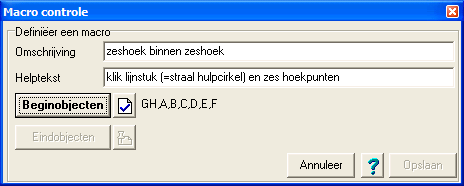 Macro controle
Definiëer een macro
Omschrijving
zeshoek binnen zeshoek
Helptekst
klik lijnstuk (=straal hulpcirkel) en zes hoekpunten
Beginobjecten GH,A,B,C,D,E,F
Eindobjecten
Annuleer ? Opslaan